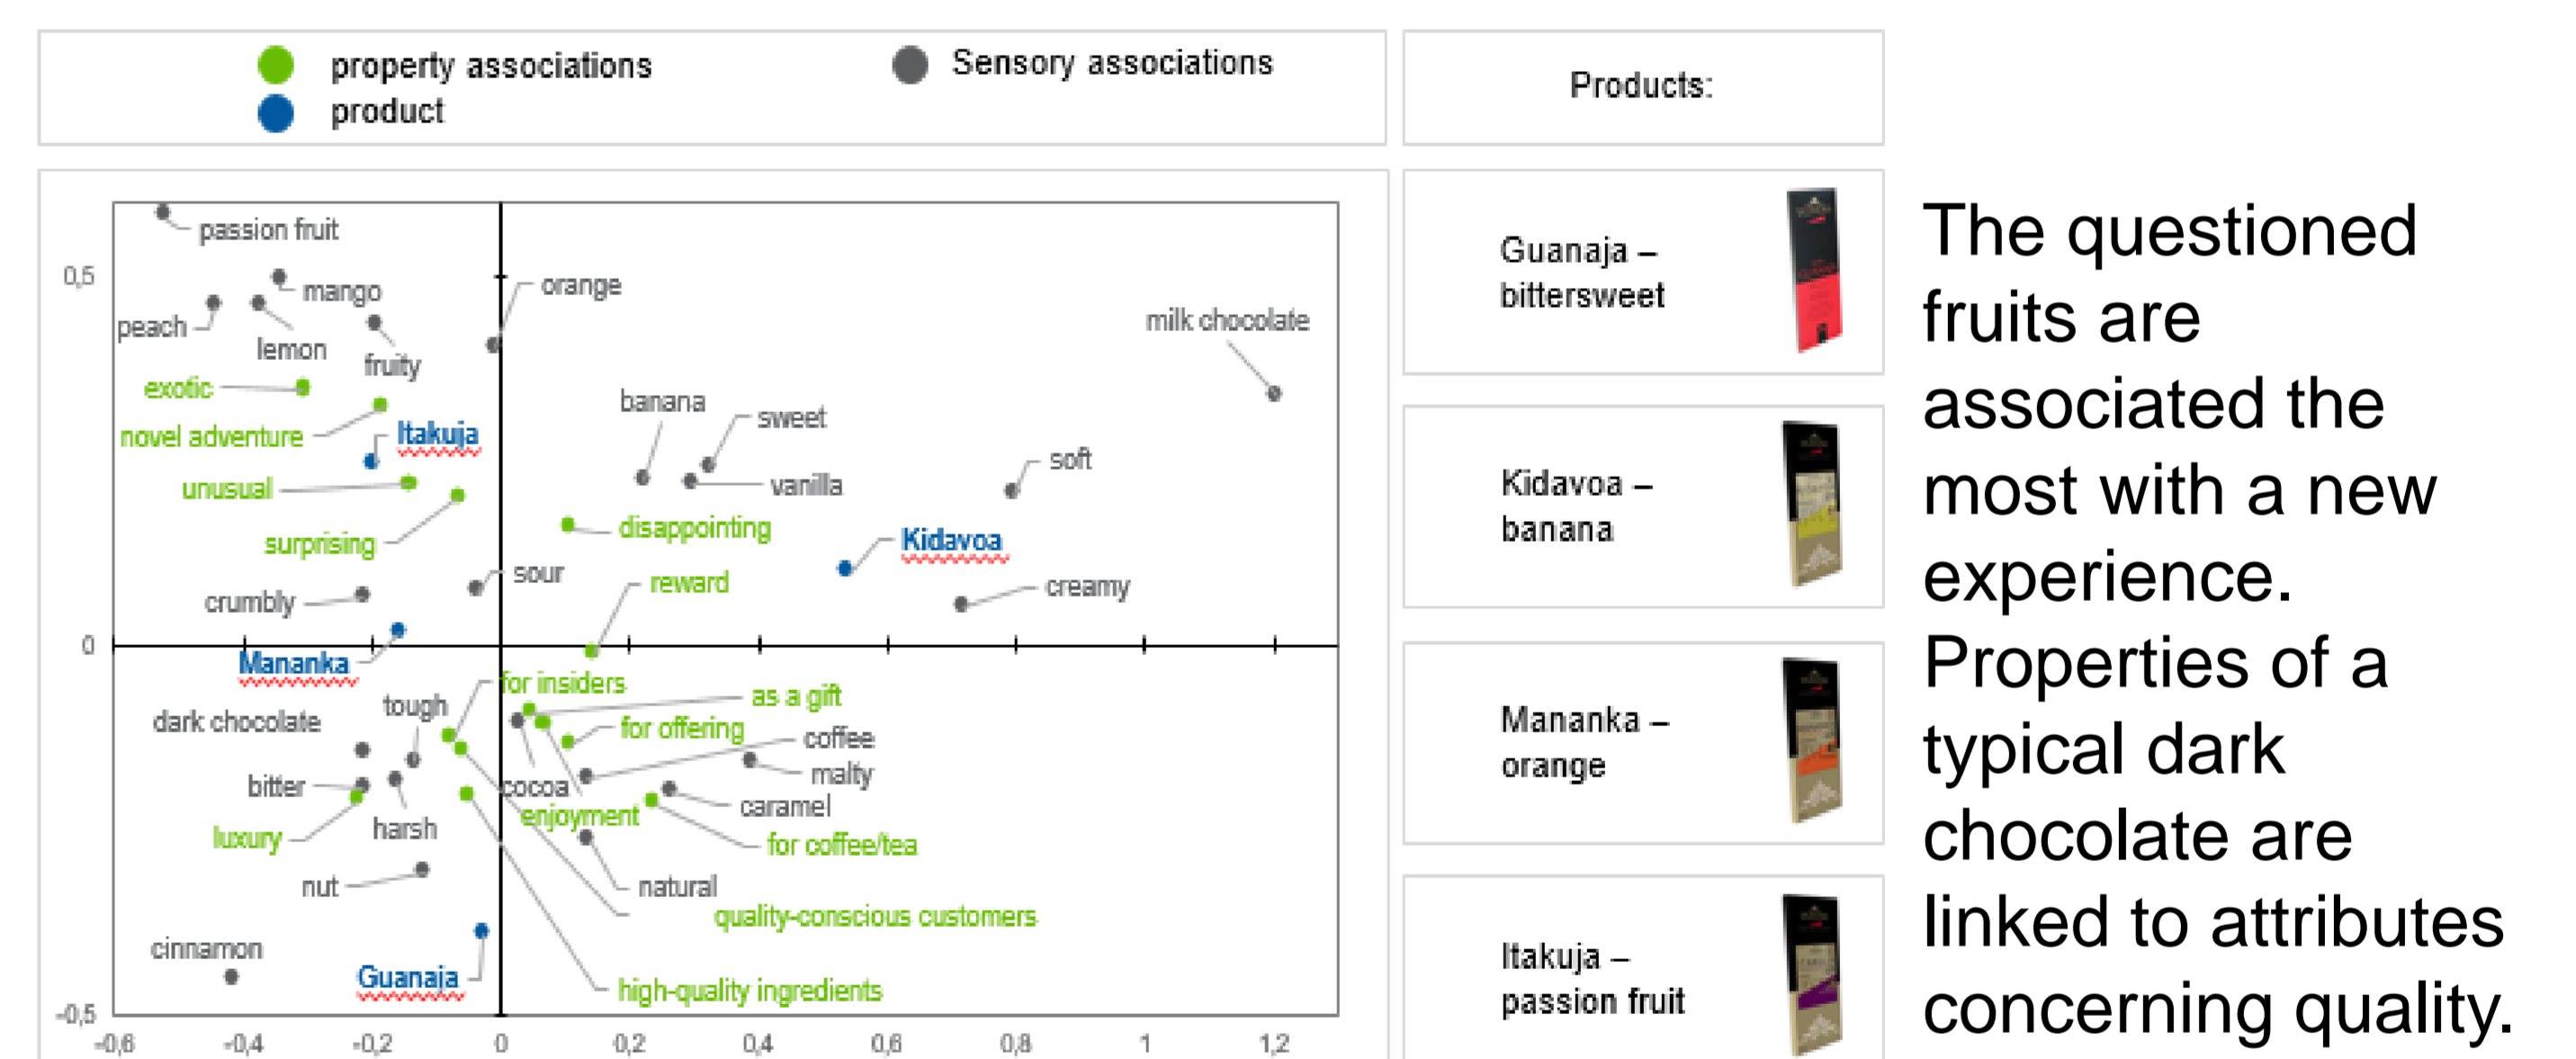 property associations
Sensory associations
product
Products:
passion fruit
0,5
mango
orange
peach
lemon
fruity
milk chocolate
exotic
banana
sweet
novel adventure
Itakuja
soft
unusual
vanilla
disappointing
surprising
Kidavoa
sour
reward
crumbly
creamy
0
Mananka
for insiders
as a gift
tough
dark chocolate
for offering
coffee
malty
bitter
cocoa
caramel
enjoyment
harsh
luxury
for coffee/tea
nut
natural
quality-conscious customers
cinnamon
Guanaja
high-quality ingredients
-0,5
-0,6 -0,4 -0,2 0 0,2 0,4 0,6 0,8 1 1,2
Guanaja –
bittersweet
Kidavoa –
banana
Mananka –
orange
Itakuja –
passion fruit
The questioned
fruits are
associated the
most with a new
experience.
Properties of a
typical dark
chocolate are
linked to attributes
concerning quality.